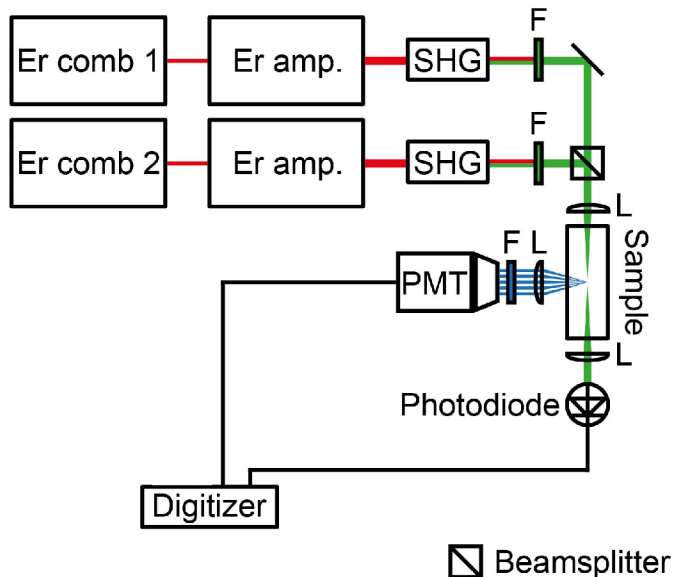 F
Er comb 1
Er amp.
SHG
F
Er comb 2
Er amp.
SHG
L
F
L
PMT
Sample
L
Photodiode
Digitizer
Beamsplitter